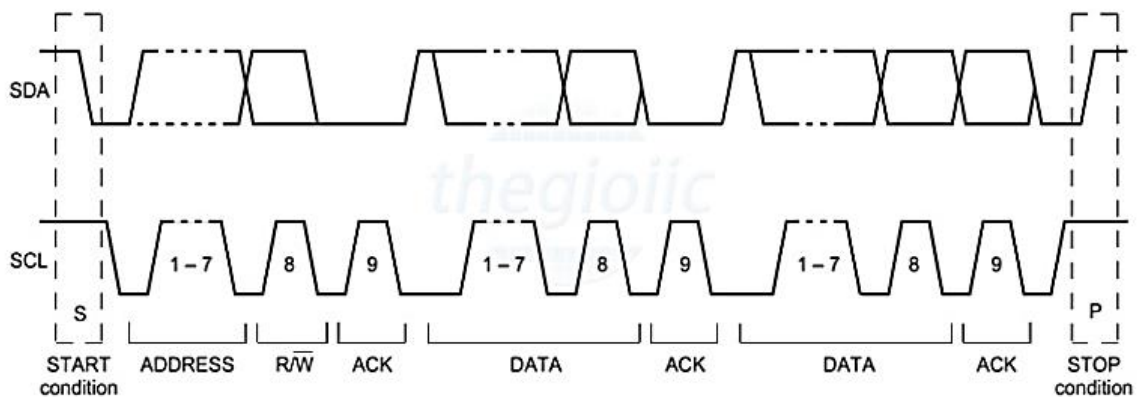 SDA
thegioiic
SCL
1 – 7
8
9
1 – 7
8
9
1 – 7
8
9
S
P
START
condition
ADDRESS
R/W̅
ACK
DATA
ACK
DATA
ACK
STOP
condition